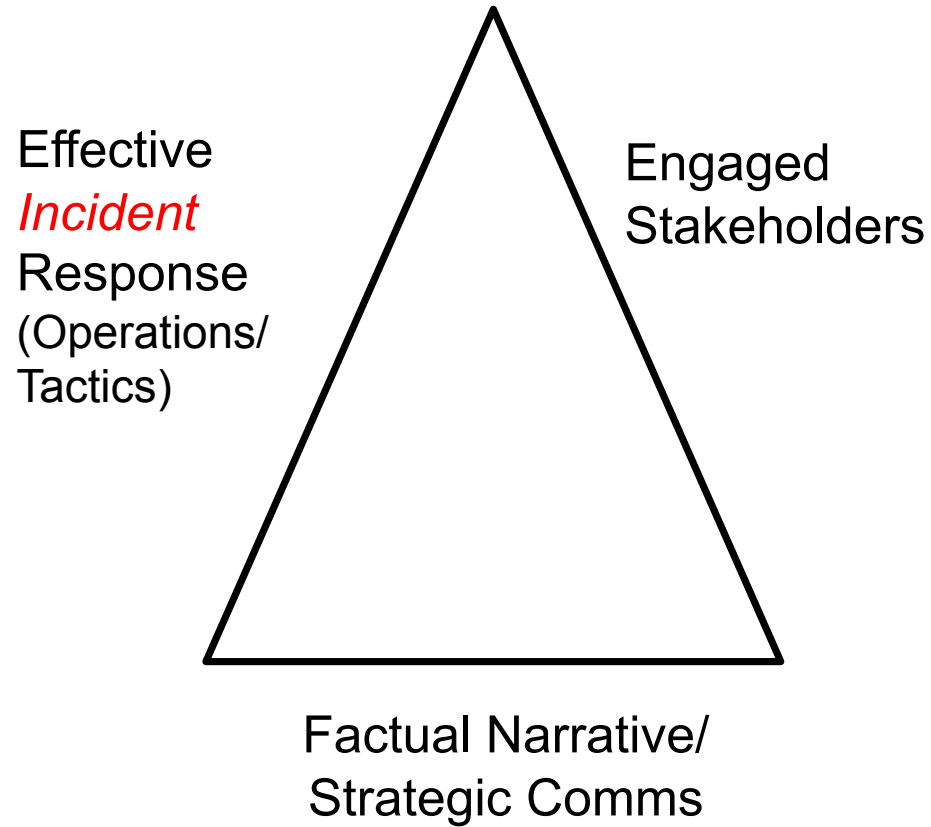 Effective
Incident
Response
(Operations/
Tactics)
Engaged
Stakeholders
Factual Narrative/
Strategic Comms